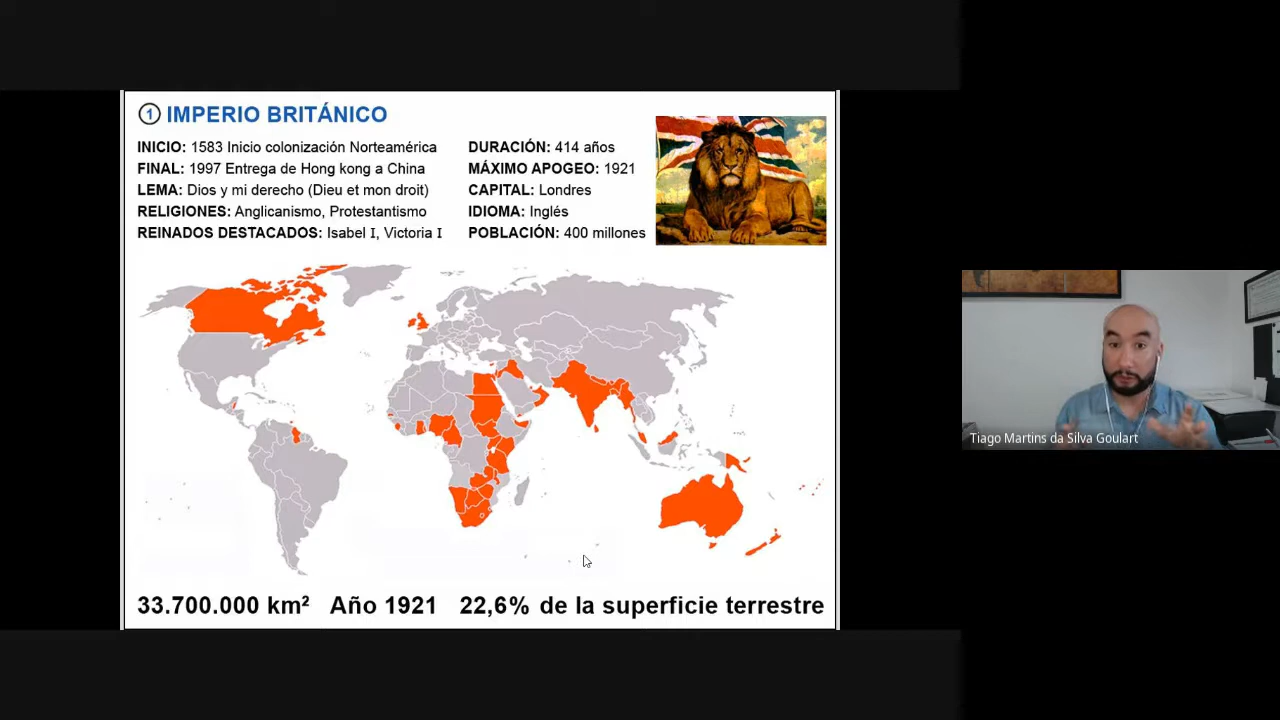 ① IMPERIO BRITÁNICO
INICIO: 1583 Inicio colonización Norteamérica
FINAL: 1997 Entrega de Hong kong a China
LEMA: Dios y mi derecho (Dieu et mon droit)
RELIGIONES: Anglicanismo, Protestantismo
REINADOS DESTACADOS: Isabel I, Victoria I
DURACIÓN: 414 años
MÁXIMO APOGEO: 1921
CAPITAL: Londres
IDIOMA: Inglés
POBLACIÓN: 400 millones
33.700.000 km² Año 1921 22,6% de la superficie terrestre
Tiago Martins da Silva Goulart